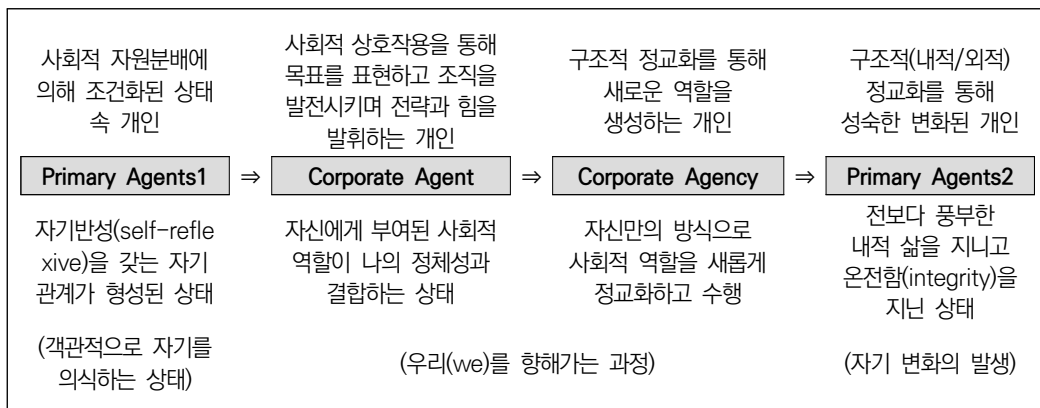 사회적 자원분배에
의해 조건화된 상태
속 개인
사회적 상호작용을 통해
목표를 표현하고 조직을
발전시키며 전략과 힘을
발휘하는 개인
구조적 정교화를 통해
새로운 역할을
생성하는 개인
구조적(내적/외적)
정교화를 통해
성숙한 변화된 개인
Primary Agents1 ⇒ Corporate Agent ⇒ Corporate Agency ⇒ Primary Agents2
자기반성(self-refle
xive)을 갖는 자기
관계가 형성된 상태
자신에게 부여된 사회적
역할이 나의 정체성과
결합하는 상태
자신만의 방식으로
사회적 역할을 새롭게
정교화하고 수행
전보다 풍부한
내적 삶을 지니고
온전함(integrity)을
지닌 상태
(객관적으로 자기를
의식하는 상태)
(우리(we)를 향해가는 과정)
(자기 변화의 발생)